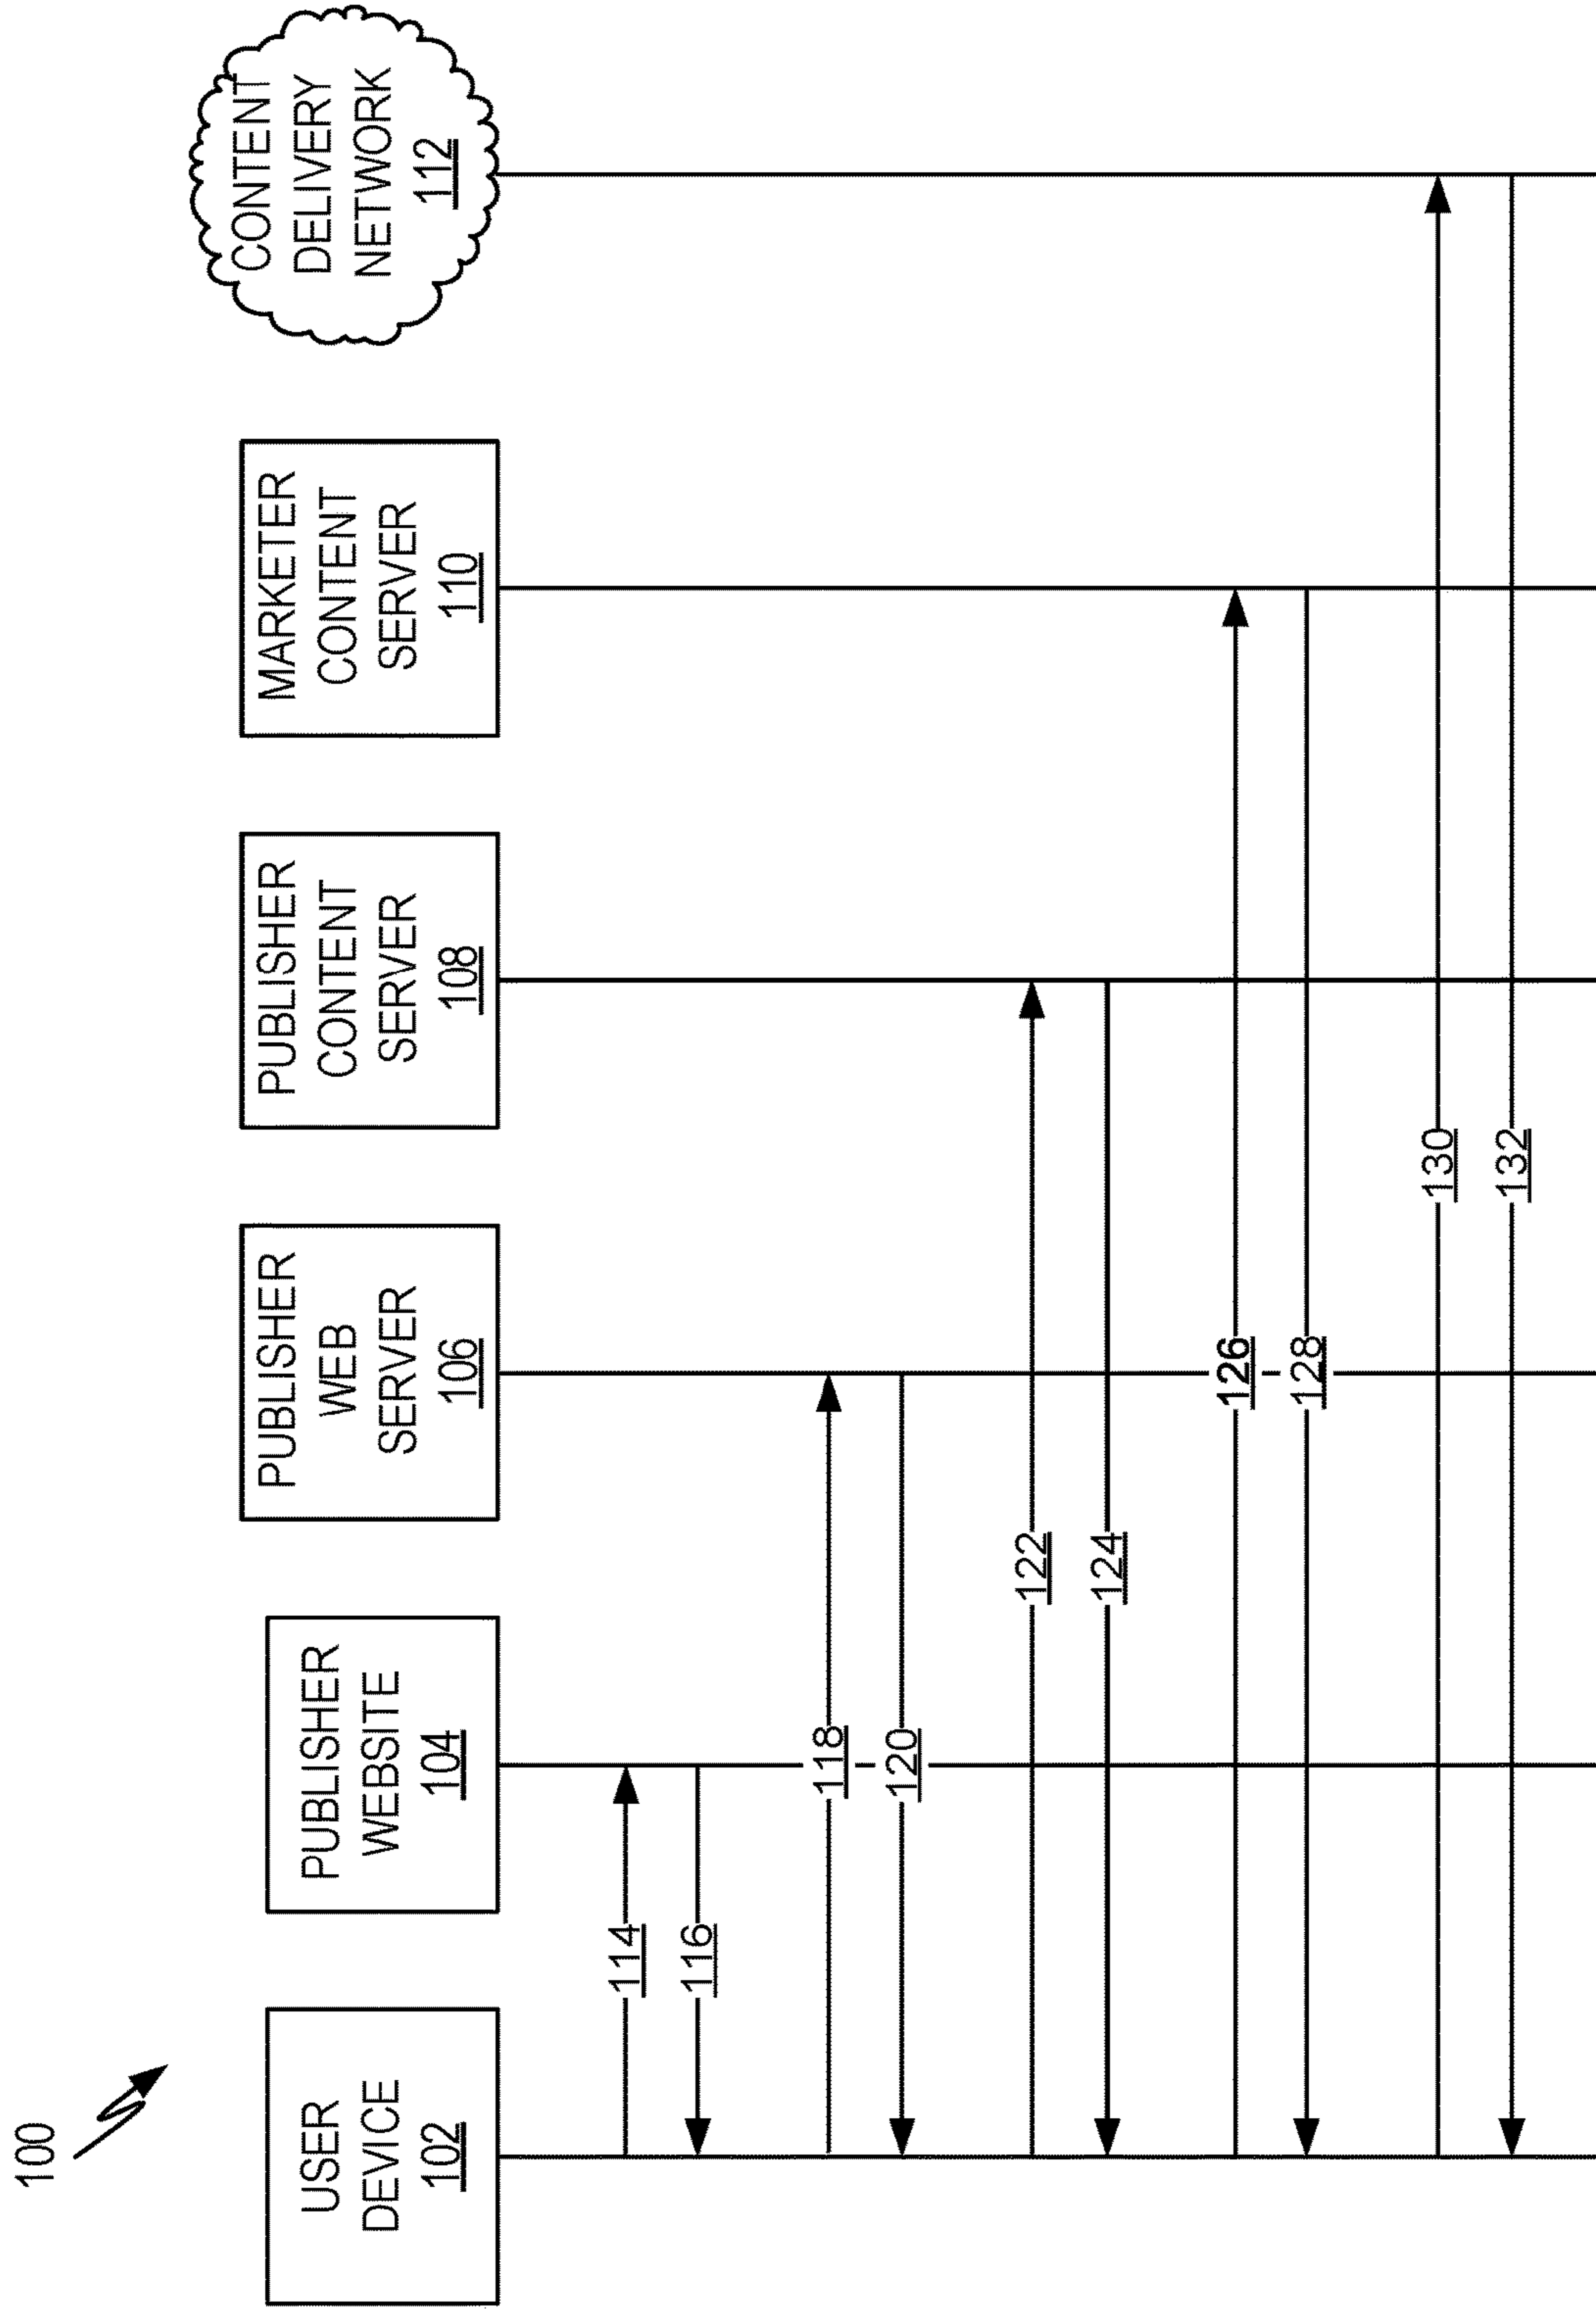 100
USER
DEVICE
102
PUBLISHER
WEBSITE
104
PUBLISHER
WEB
SERVER
106
PUBLISHER
CONTENT
SERVER
108
MARKETER
CONTENT
SERVER
110
CONTENT
DELIVERY
NETWORK
112
114
116
118
120
122
124
126
128
130
132